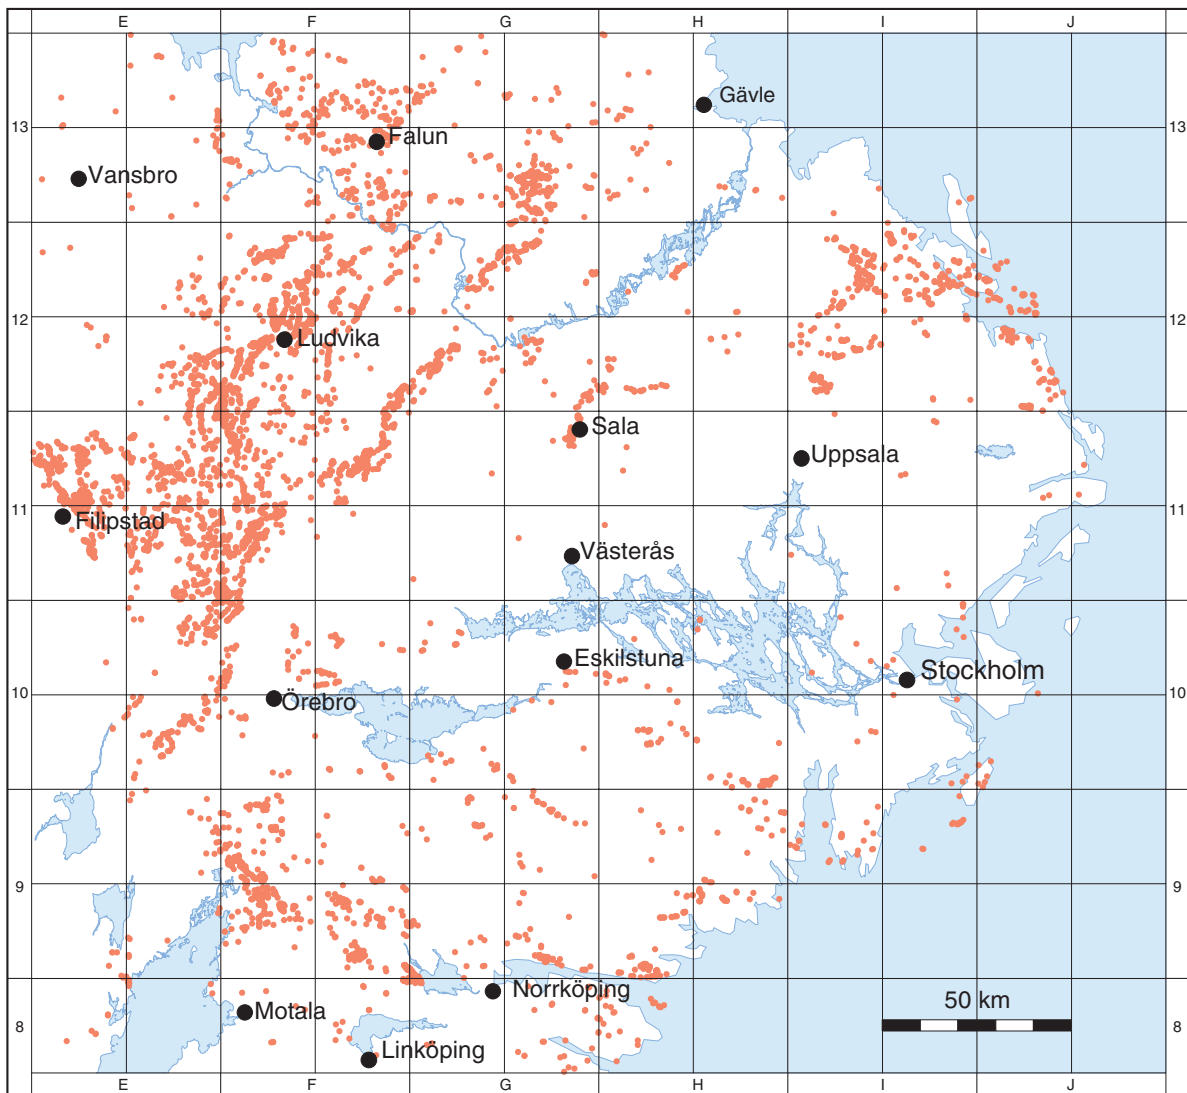 E F G H I J
Gävle
13 13
Falun
Vansbro
12 12
Ludvika
Sala
Uppsala
11 11
Filipstad
Västerås
Eskilstuna
Stockholm
10 10
Örebro
9 9
Norrköping
50 km
Motala
8 8
Linköping
E F G H I J